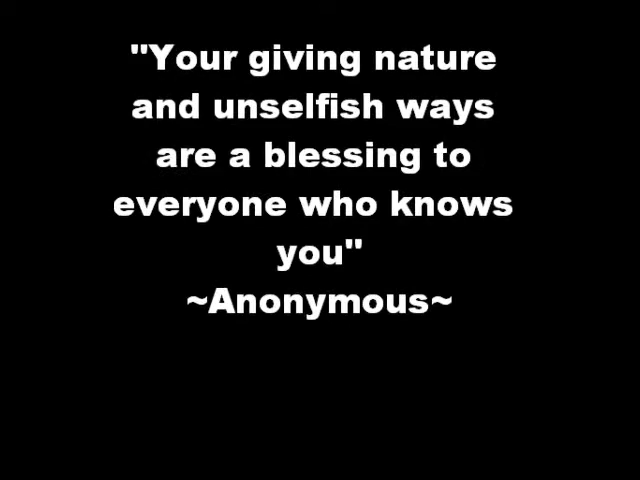 "Your giving nature
and unselfish ways
are a blessing to
everyone who knows
you"
~Anonymous~